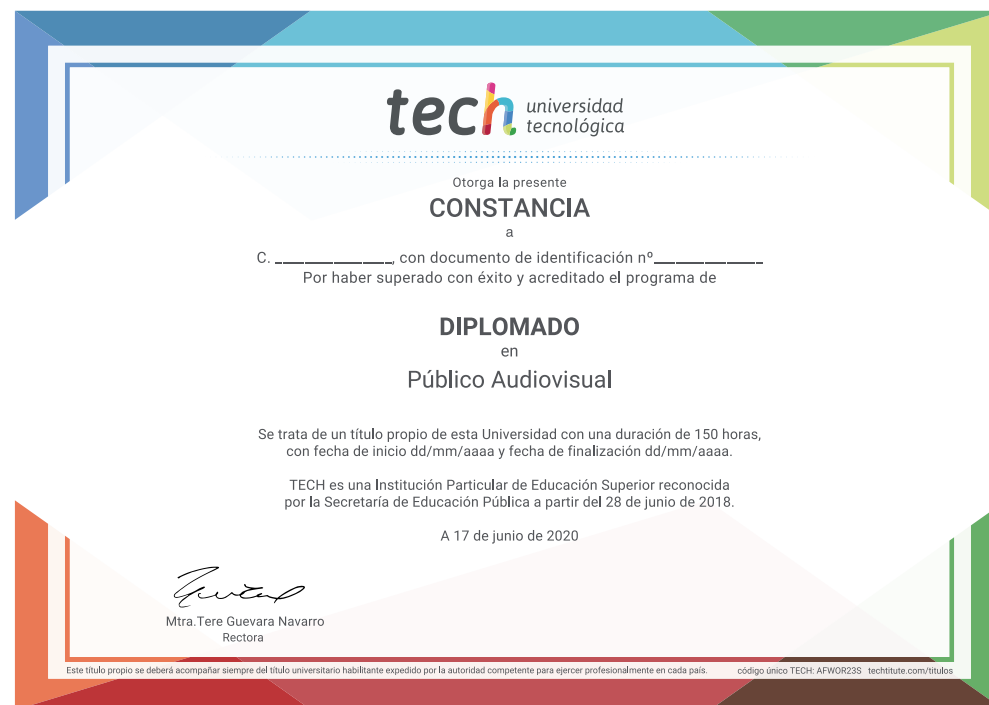 tech universidad
tecnológica
Otorga la presente
CONSTANCIA
a
C. ______________, con documento de identificación nº______________
Por haber superado con éxito y acreditado el programa de
DIPLOMADO
en
Público Audiovisual
Se trata de un título propio de esta Universidad con una duración de 150 horas,
con fecha de inicio dd/mm/aaaa y fecha de finalización dd/mm/aaaa.
TECH es una Institución Particular de Educación Superior reconocida
por la Secretaría de Educación Pública a partir del 28 de junio de 2018.
A 17 de junio de 2020
Mtra.Tere Guevara Navarro
Rectora
Este título propio se deberá acompañar siempre del título universitario habilitante expedido por la autoridad competente para ejercer profesionalmente en cada país. código único TECH: AFWOR23S techtitute.com/titulos